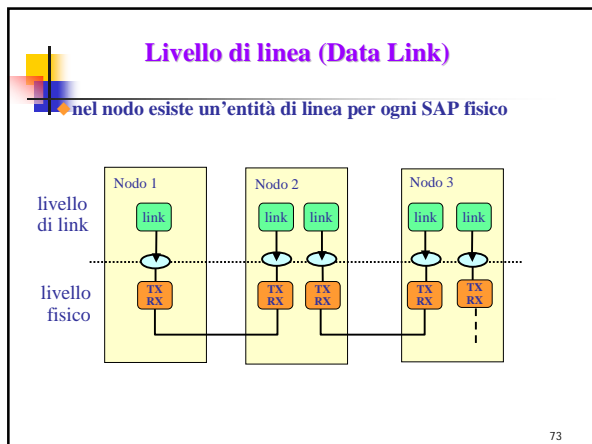 Livello di linea (Data Link)
nel nodo esiste un'entità di linea per ogni SAP fisico
Nodo 1
Nodo 2
Nodo 3
livello
di link
link
link
link
link
link
livello
fisico
TX
RX
TX
RX
TX
RX
TX
RX
TX
RX
73